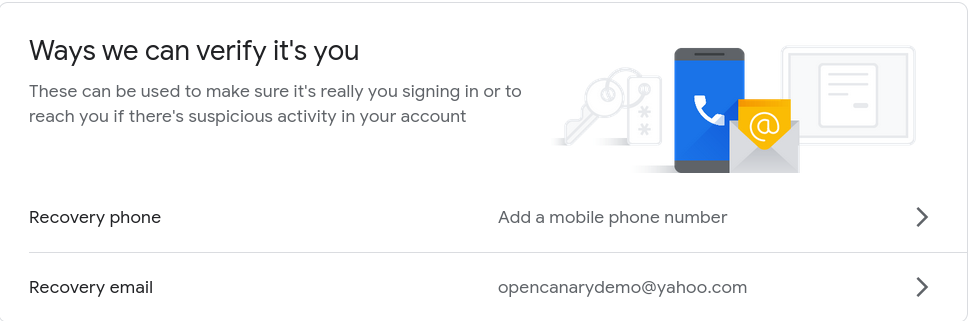 Ways we can verify it's you
These can be used to make sure it's really you signing in or to
reach you if there's suspicious activity in your account
**
@
Recovery phone Add a mobile phone number
Recovery email opencanarydemo@yahoo.com